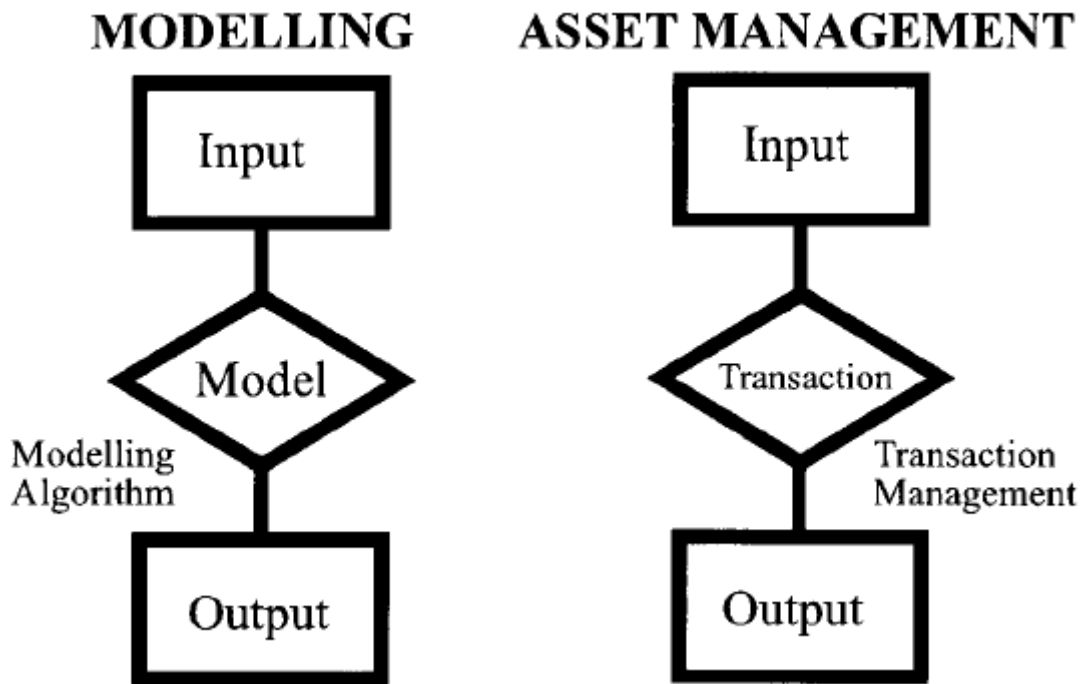 MODELLING
Input
Model
Modelling
Algorithm
Output
ASSET MANAGEMENT
Input
Transaction
Transaction
Management
Output